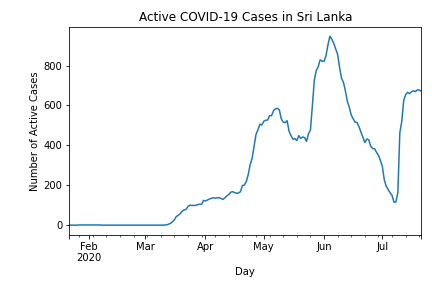 Active COVID-19 Cases in Sri Lanka
Number of Active Cases
800
600
400
200
0
Feb Mar Apr May Jun Jul
2020
Day